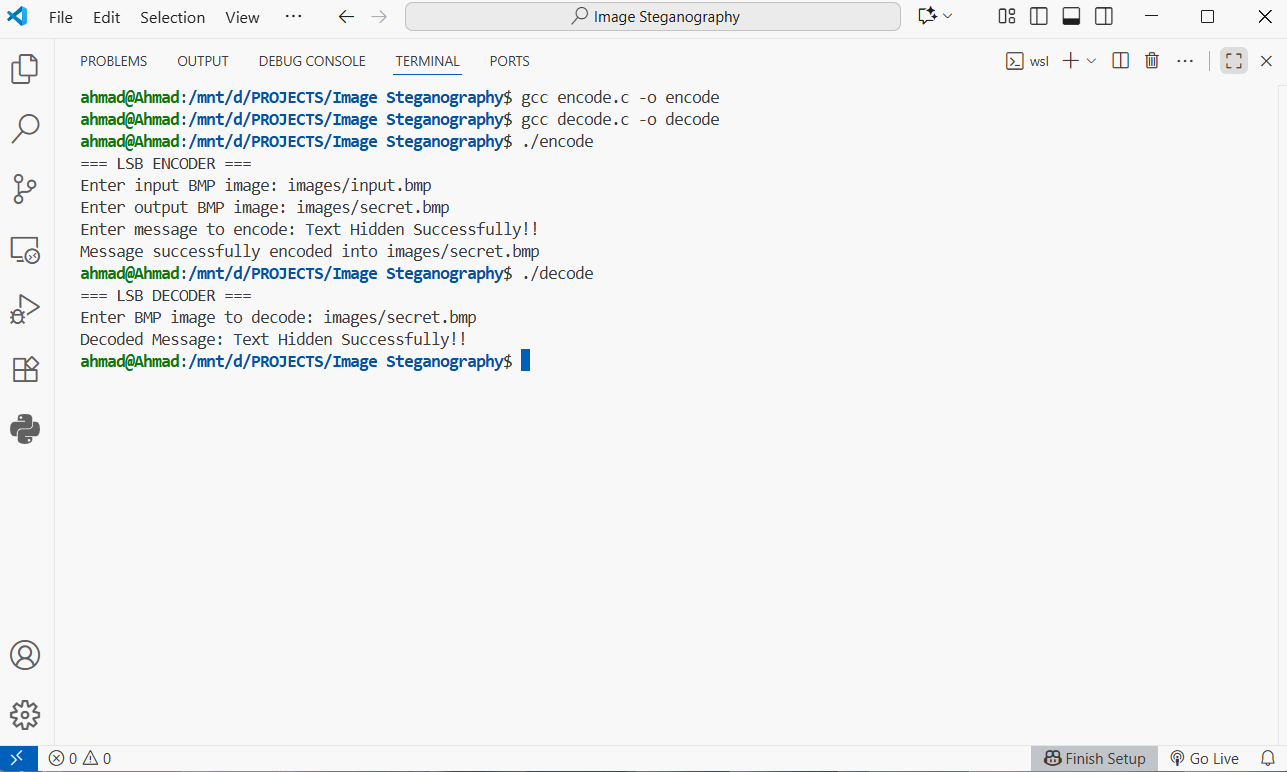 File Edit Selection View ··· Image Steganography
PROBLEMS OUTPUT DEBUG CONSOLE TERMINAL PORTS wsl
ahmad@Ahmad:/mnt/d/PROJECTS/Image Steganography$ gcc encode.c -o encode
ahmad@Ahmad:/mnt/d/PROJECTS/Image Steganography$ gcc decode.c -o decode
ahmad@Ahmad:/mnt/d/PROJECTS/Image Steganography$ ./encode
=== LSB ENCODER ===
Enter input BMP image: images/input.bmp
Enter output BMP image: images/secret.bmp
Enter message to encode: Text Hidden Successfully!!
Message successfully encoded into images/secret.bmp
ahmad@Ahmad:/mnt/d/PROJECTS/Image Steganography$ ./decode
=== LSB DECODER ===
Enter BMP image to decode: images/secret.bmp
Decoded Message: Text Hidden Successfully!!
ahmad@Ahmad:/mnt/d/PROJECTS/Image Steganography$
0 0 Finish Setup Go Live